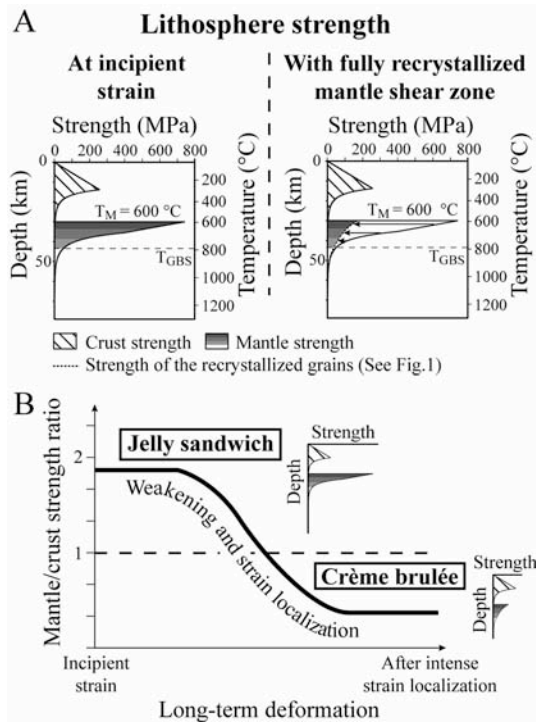 A
Lithosphere strength
At incipient
strain
With fully recrystallized
mantle shear zone
Strength (MPa)
0 200 400 600 800
0
50
Depth (km)
T_M = 600 °C
T_GBS
200
400
600
800
1000
1200
Temperature (°C)
Strength (MPa)
0 200 400 600 800
0
50
Depth (km)
T_M = 600 °C
T_GBS
200
400
600
800
1000
1200
Temperature (°C)
Crust strength
Mantle strength
Strength of the recrystallized grains (See Fig.1)
B
Mantle/crust strength ratio
2
1
Jelly sandwich
Weakening and strain localization
Crème brulée
Strength
Depth
Strength
Depth
Incipient
strain
After intense
strain localization
Long-term deformation